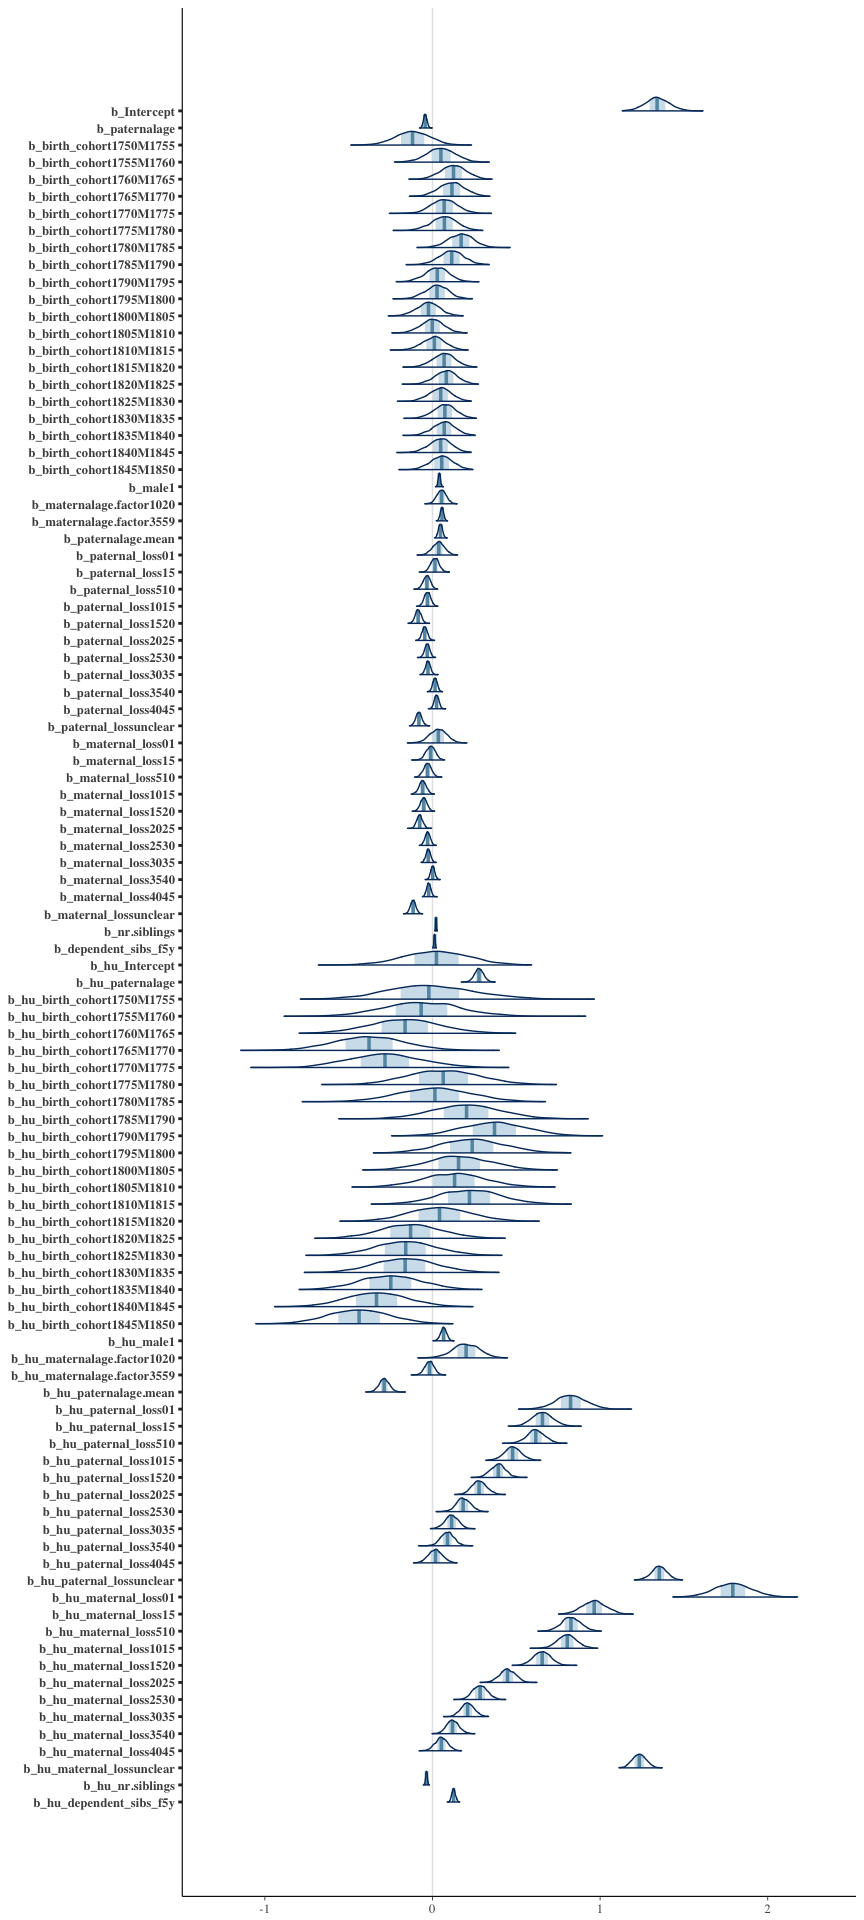 b_Intercept
b_paternalage
b_birth_cohort1750M1755
b_birth_cohort1755M1760
b_birth_cohort1760M1765
b_birth_cohort1765M1770
b_birth_cohort1770M1775
b_birth_cohort1775M1780
b_birth_cohort1780M1785
b_birth_cohort1785M1790
b_birth_cohort1790M1795
b_birth_cohort1795M1800
b_birth_cohort1800M1805
b_birth_cohort1805M1810
b_birth_cohort1810M1815
b_birth_cohort1815M1820
b_birth_cohort1820M1825
b_birth_cohort1825M1830
b_birth_cohort1830M1835
b_birth_cohort1835M1840
b_birth_cohort1840M1845
b_birth_cohort1845M1850
b_male1
b_maternalage.factor1020
b_maternalage.factor3559
b_paternalage.mean
b_paternal_loss01
b_paternal_loss15
b_paternal_loss510
b_paternal_loss1015
b_paternal_loss1520
b_paternal_loss2025
b_paternal_loss2530
b_paternal_loss3035
b_paternal_loss3540
b_paternal_loss4045
b_paternal_lossunclear
b_maternal_loss01
b_maternal_loss15
b_maternal_loss510
b_maternal_loss1015
b_maternal_loss1520
b_maternal_loss2025
b_maternal_loss2530
b_maternal_loss3035
b_maternal_loss3540
b_maternal_loss4045
b_maternal_lossunclear
b_nr.siblings
b_dependent_sibs_f5y
b_hu_Intercept
b_hu_paternalage
b_hu_birth_cohort1750M1755
b_hu_birth_cohort1755M1760
b_hu_birth_cohort1760M1765
b_hu_birth_cohort1765M1770
b_hu_birth_cohort1770M1775
b_hu_birth_cohort1775M1780
b_hu_birth_cohort1780M1785
b_hu_birth_cohort1785M1790
b_hu_birth_cohort1790M1795
b_hu_birth_cohort1795M1800
b_hu_birth_cohort1800M1805
b_hu_birth_cohort1805M1810
b_hu_birth_cohort1810M1815
b_hu_birth_cohort1815M1820
b_hu_birth_cohort1820M1825
b_hu_birth_cohort1825M1830
b_hu_birth_cohort1830M1835
b_hu_birth_cohort1835M1840
b_hu_birth_cohort1840M1845
b_hu_birth_cohort1845M1850
b_hu_male1
b_hu_maternalage.factor1020
b_hu_maternalage.factor3559
b_hu_paternalage.mean
b_hu_paternal_loss01
b_hu_paternal_loss15
b_hu_paternal_loss510
b_hu_paternal_loss1015
b_hu_paternal_loss1520
b_hu_paternal_loss2025
b_hu_paternal_loss2530
b_hu_paternal_loss3035
b_hu_paternal_loss3540
b_hu_paternal_loss4045
b_hu_paternal_lossunclear
b_hu_maternal_loss01
b_hu_maternal_loss15
b_hu_maternal_loss510
b_hu_maternal_loss1015
b_hu_maternal_loss1520
b_hu_maternal_loss2025
b_hu_maternal_loss2530
b_hu_maternal_loss3035
b_hu_maternal_loss3540
b_hu_maternal_loss4045
b_hu_maternal_lossunclear
b_hu_nr.siblings
b_hu_dependent_sibs_f5y
-1 0 1 2